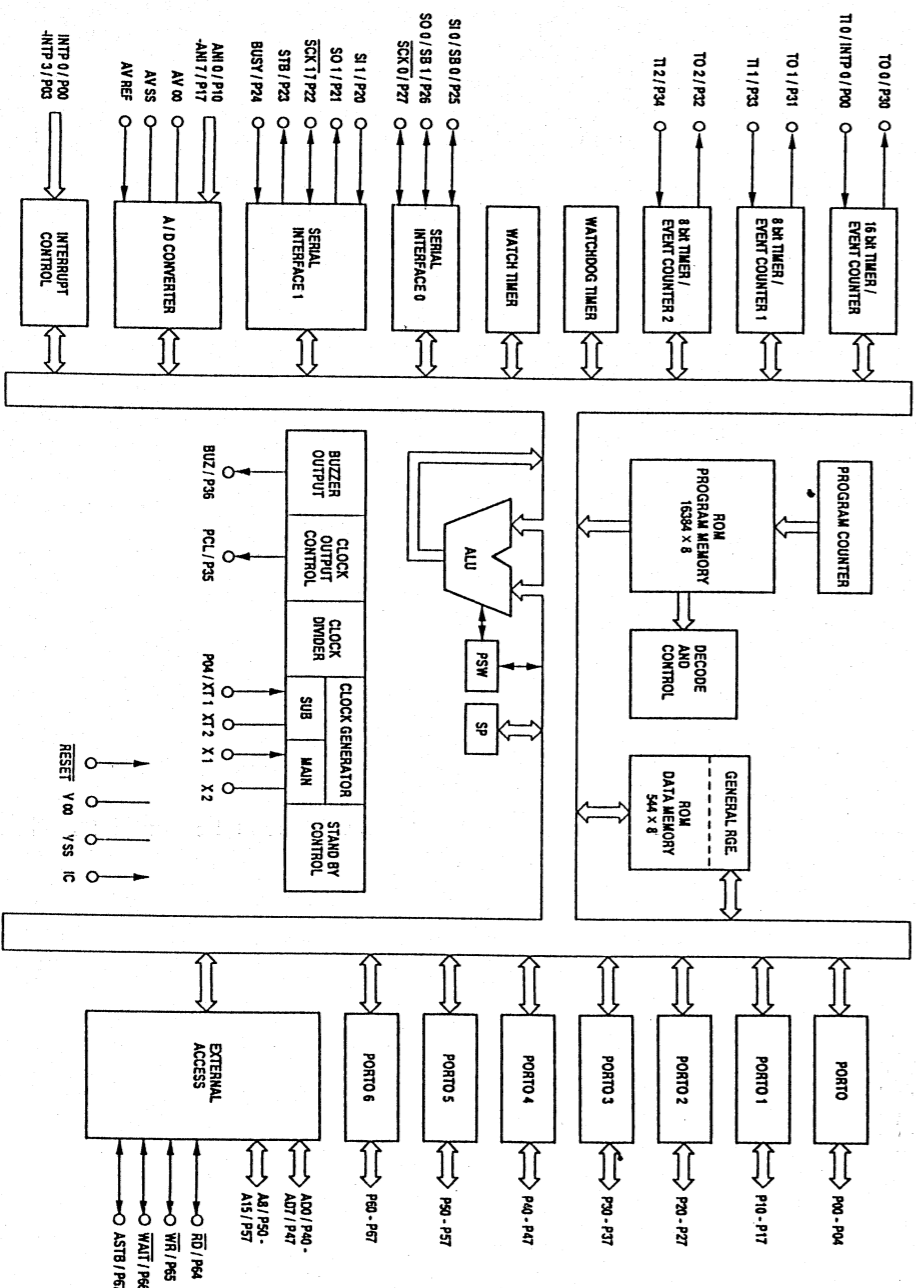 TO 0 / P30
TI 0 / INTP 0 / P00
16 bit TIMER /
EVENT COUNTER
TO 1 / P31
TI 1 / P33
8 bit TIMER /
EVENT COUNTER 1
TO 2 / P32
TI 2 / P34
8 bit TIMER /
EVENT COUNTER 2
WATCHDOG TIMER
WATCH TIMER
SI 0 / SB 0 / P25
SO 0 / SB 1 / P26
SCK 0 / P27
SERIAL
INTERFACE 0
SI 1 / P20
SO 1 / P21
SCK 1 / P22
STB / P23
BUSY / P24
SERIAL
INTERFACE 1
ANI 0 / P10
-ANI 7 / P17
AV 00
AV SS
AV REF
A / D CONVERTER
INTP 0 / P00
-INTP 3 / P03
INTERRUPT
CONTROL
PROGRAM COUNTER
ROM
PROGRAM MEMORY
16384 X 8
DECODE
AND
CONTROL
GENERAL RGE.
ROM
DATA MEMORY
544 X 8
ALU
PSW
SP
BUZZER
OUTPUT
CLOCK
OUTPUT
CONTROL
CLOCK
DIVIDER
CLOCK GENERATOR
SUB
MAIN
STAND BY
CONTROL
BUZ / P36
PCL / P35
P04 / XT 1
XT 2
X 1
X 2
RESET
V 00
V SS
IC
PORTO
P00 - P04
PORTO 1
P10 - P17
PORTO 2
P20 - P27
PORTO 3
P30 - P37
PORTO 4
P40 - P47
PORTO 5
P50 - P57
PORTO 6
P60 - P67
EXTERNAL
ACCESS
AD0 / P40 -
AD7 / P47
A8 / P50 -
A15 / P57
RD / P64
WR / P65
WAIT / P66
ASTB / P67